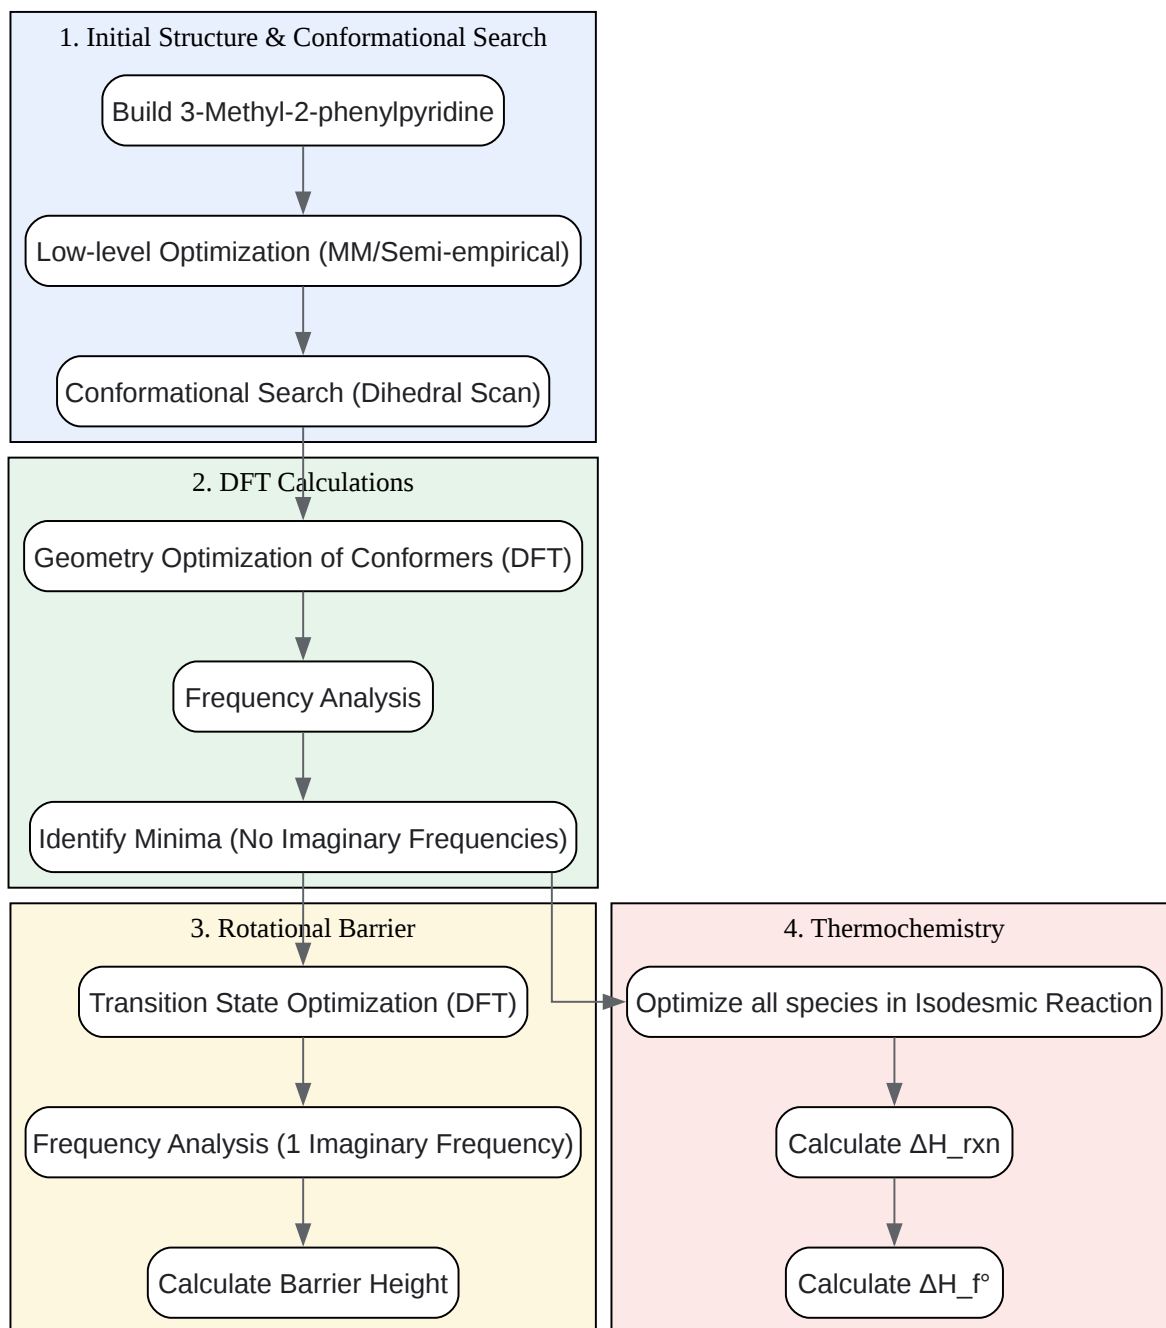 1. Initial Structure & Conformational Search
Build 3-Methyl-2-phenylpyridine
Low-level Optimization (MM/Semi-empirical)
Conformational Search (Dihedral Scan)
2. DFT Calculations
Geometry Optimization of Conformers (DFT)
Frequency Analysis
Identify Minima (No Imaginary Frequencies)
3. Rotational Barrier
Transition State Optimization (DFT)
Frequency Analysis (1 Imaginary Frequency)
Calculate Barrier Height
4. Thermochemistry
Optimize all species in Isodesmic Reaction
Calculate ΔH_rxn
Calculate ΔH_f°